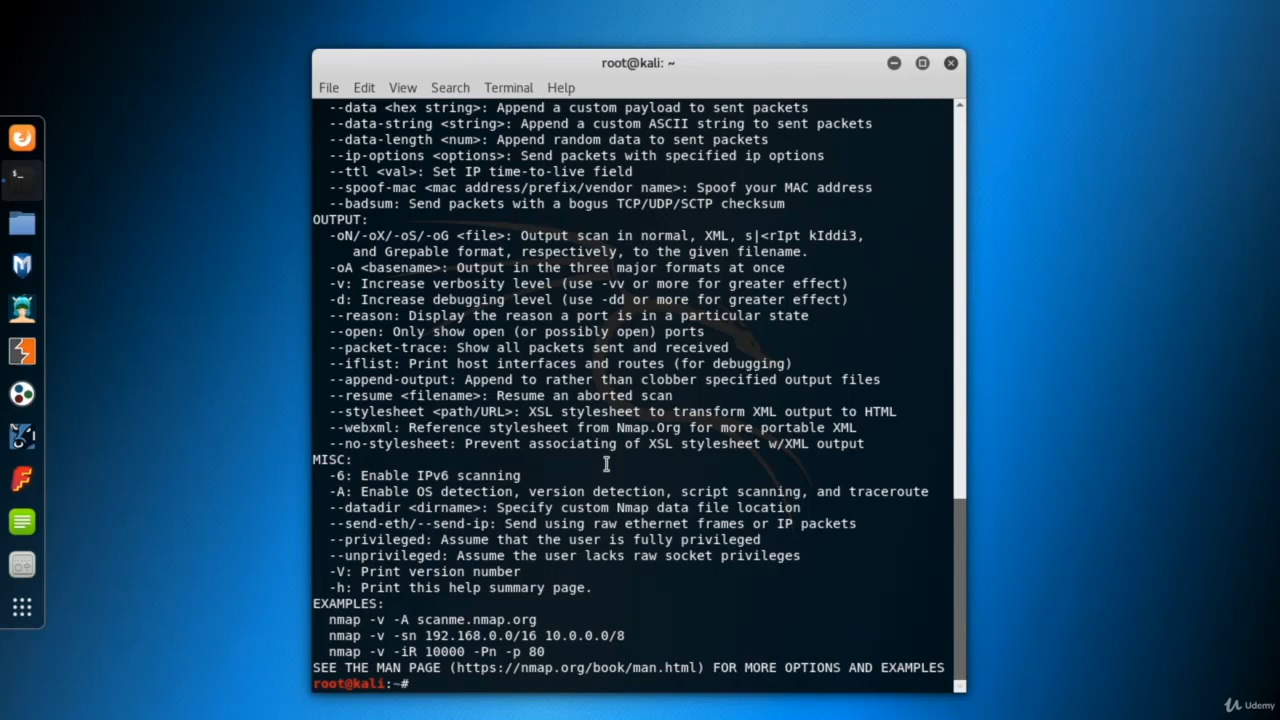 root@kali: ~
File Edit View Search Terminal Help
--data <hex string>: Append a custom payload to sent packets
--data-string <string>: Append a custom ASCII string to sent packets
--data-length <num>: Append random data to sent packets
--ip-options <options>: Send packets with specified ip options
--ttl <val>: Set IP time-to-live field
--spoof-mac <mac address/prefix/vendor name>: Spoof your MAC address
--badsum: Send packets with a bogus TCP/UDP/SCTP checksum
OUTPUT:
-oN/-oX/-oS/-oG <file>: Output scan in normal, XML, s|<rIpt kIddi3,
and Grepable format, respectively, to the given filename.
-oA <basename>: Output in the three major formats at once
-v: Increase verbosity level (use -vv or more for greater effect)
-d: Increase debugging level (use -dd or more for greater effect)
--reason: Display the reason a port is in a particular state
--open: Only show open (or possibly open) ports
--packet-trace: Show all packets sent and received
--iflist: Print host interfaces and routes (for debugging)
--append-output: Append to rather than clobber specified output files
--resume <filename>: Resume an aborted scan
--stylesheet <path/URL>: XSL stylesheet to transform XML output to HTML
--webxml: Reference stylesheet from Nmap.Org for more portable XML
--no-stylesheet: Prevent associating of XSL stylesheet w/XML output
MISC:
-6: Enable IPv6 scanning
-A: Enable OS detection, version detection, script scanning, and traceroute
--datadir <dirname>: Specify custom Nmap data file location
--send-eth/--send-ip: Send using raw ethernet frames or IP packets
--privileged: Assume that the user is fully privileged
--unprivileged: Assume the user lacks raw socket privileges
-V: Print version number
-h: Print this help summary page.
EXAMPLES:
nmap -v -A scanme.nmap.org
nmap -v -sn 192.168.0.0/16 10.0.0.0/8
nmap -v -iR 10000 -Pn -p 80
SEE THE MAN PAGE (https://nmap.org/book/man.html) FOR MORE OPTIONS AND EXAMPLES
root@kali:~#
Udemy